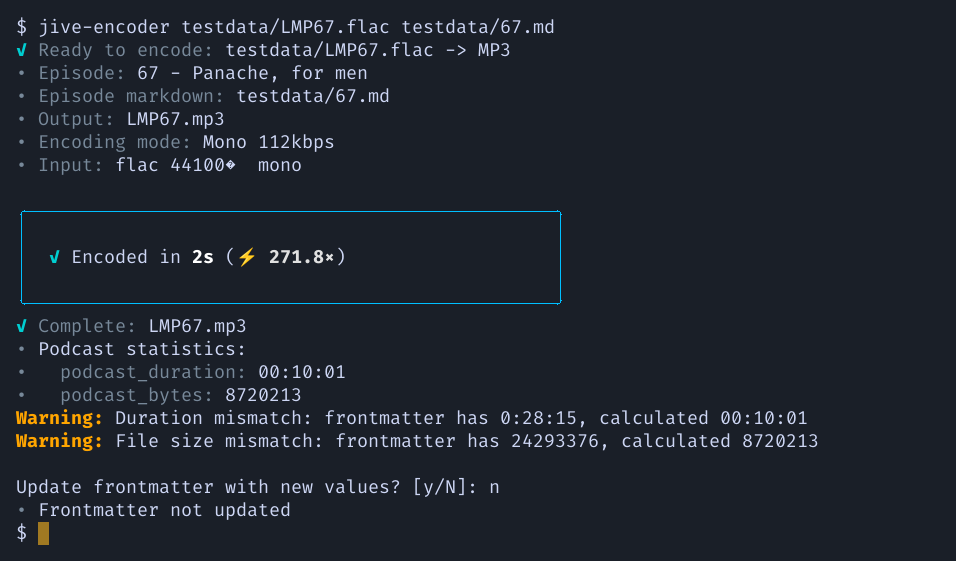 $ jive-encoder testdata/LMP67.flac testdata/67.md
✓ Ready to encode: testdata/LMP67.flac -> MP3
• Episode: 67 - Panache, for men
• Episode markdown: testdata/67.md
• Output: LMP67.mp3
• Encoding mode: Mono 112kbps
• Input: flac 44100�  mono
✓ Encoded in 2s (⚡ 271.8×)
✓ Complete: LMP67.mp3
• Podcast statistics:
•   podcast_duration: 00:10:01
•   podcast_bytes: 8720213
Warning: Duration mismatch: frontmatter has 0:28:15, calculated 00:10:01
Warning: File size mismatch: frontmatter has 24293376, calculated 8720213
Update frontmatter with new values? [y/N]: n
• Frontmatter not updated
$